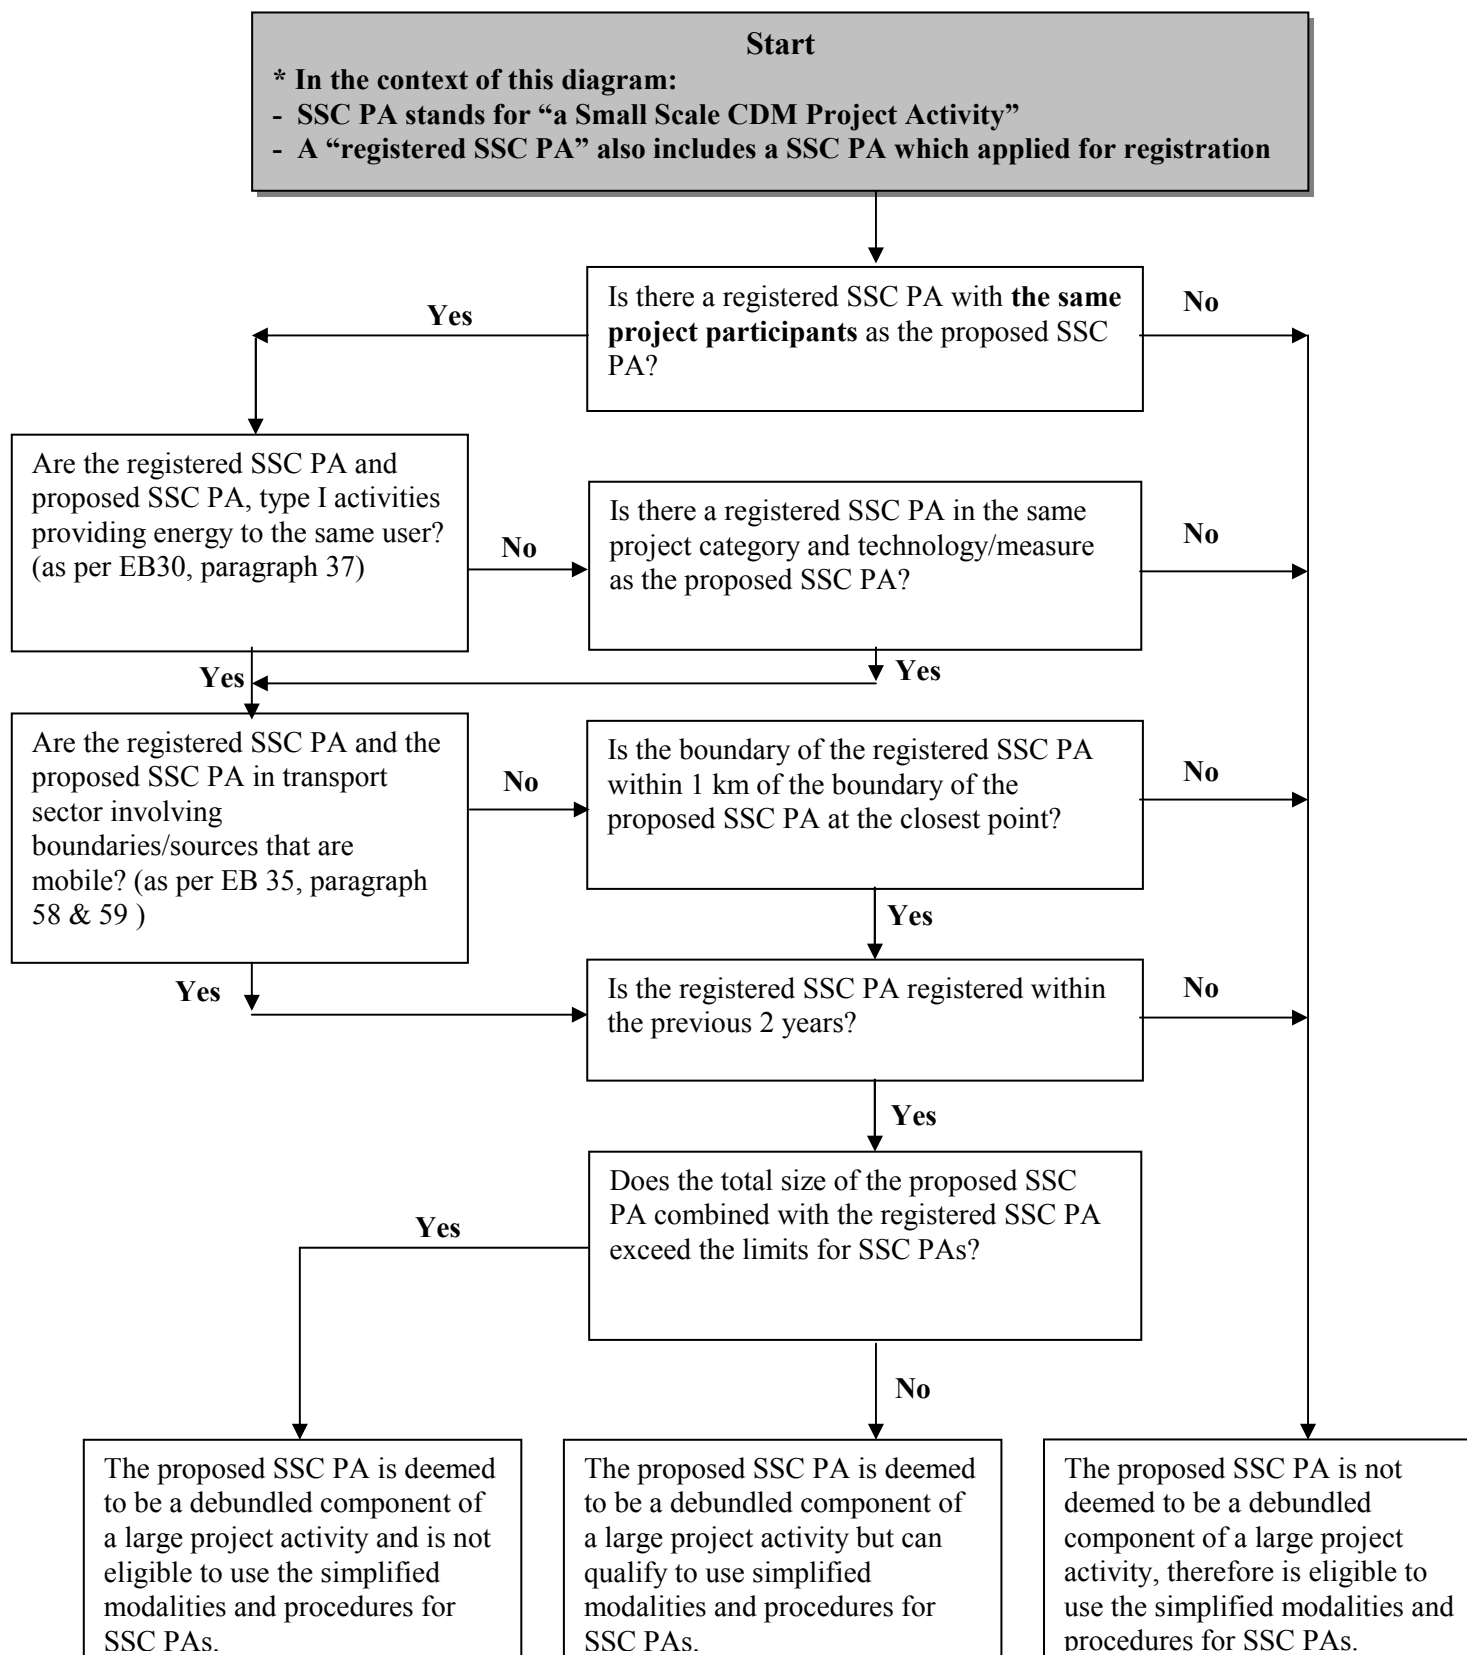 Start
* In the context of this diagram:
- SSC PA stands for “a Small Scale CDM Project Activity”
- A “registered SSC PA” also includes a SSC PA which applied for registration
Is there a registered SSC PA with the same
project participants as the proposed SSC
PA?
Yes
No
Are the registered SSC PA and
proposed SSC PA, type I activities
providing energy to the same user?
(as per EB30, paragraph 37)
No
Is there a registered SSC PA in the same
project category and technology/measure
as the proposed SSC PA?
No
Yes
Yes
Are the registered SSC PA and the
proposed SSC PA in transport
sector involving
boundaries/sources that are
mobile? (as per EB 35, paragraph
58 & 59 )
No
Is the boundary of the registered SSC PA
within 1 km of the boundary of the
proposed SSC PA at the closest point?
No
Yes
Yes
Is the registered SSC PA registered within
the previous 2 years?
No
Yes
Does the total size of the proposed SSC
PA combined with the registered SSC PA
exceed the limits for SSC PAs?
Yes
No
The proposed SSC PA is deemed
to be a debundled component of
a large project activity and is not
eligible to use the simplified
modalities and procedures for
SSC PAs.
The proposed SSC PA is deemed
to be a debundled component of
a large project activity but can
qualify to use simplified
modalities and procedures for
SSC PAs.
The proposed SSC PA is not
deemed to be a debundled
component of a large project
activity, therefore is eligible to
use the simplified modalities and
procedures for SSC PAs.